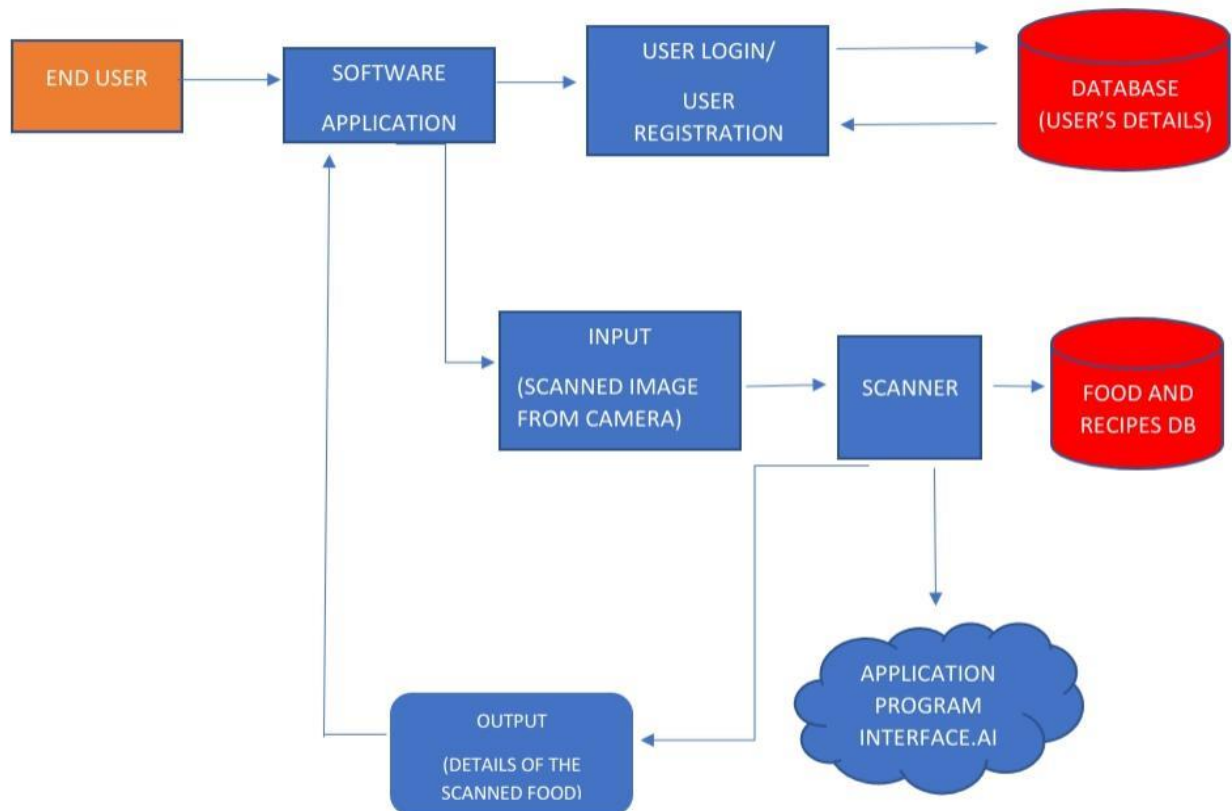 END USER
SOFTWARE
APPLICATION
USER LOGIN/
USER
REGISTRATION
DATABASE
(USER'S DETAILS)
INPUT
(SCANNED IMAGE
FROM CAMERA)
SCANNER
FOOD AND
RECIPES DB
APPLICATION
PROGRAM
INTERFACE.AI
OUTPUT
(DETAILS OF THE
SCANNED FOOD)